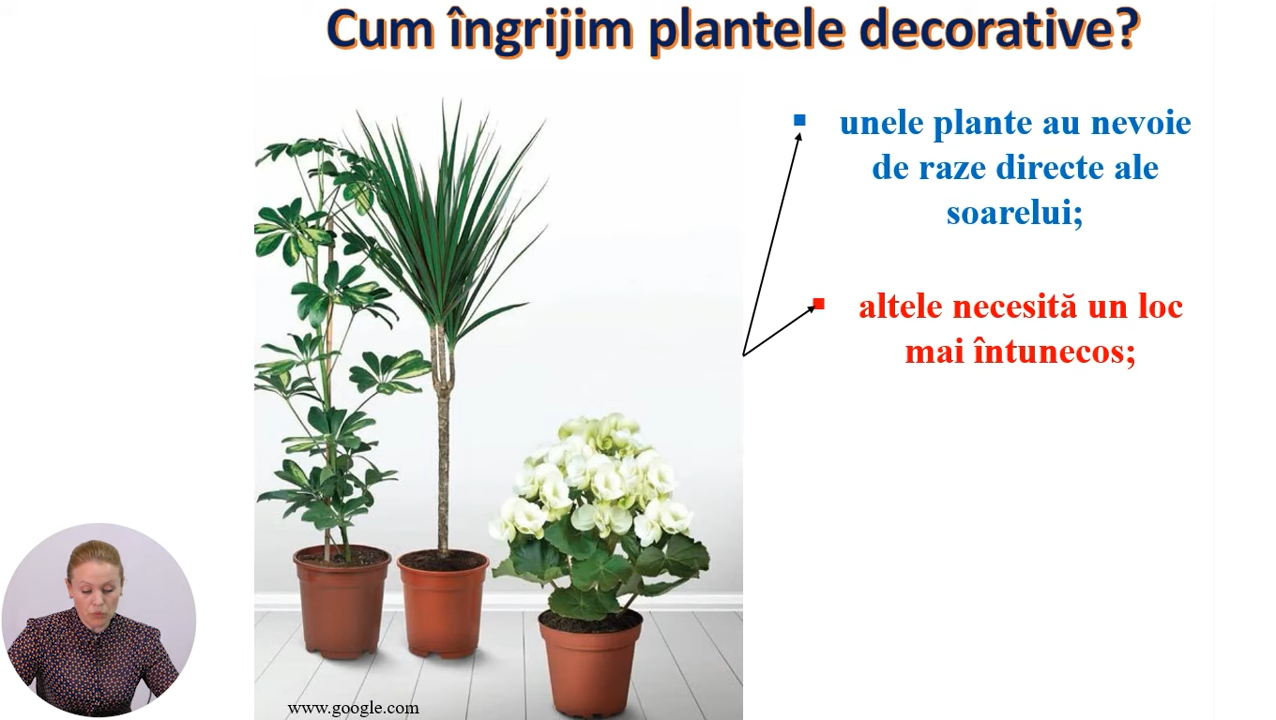 Cum îngrijim plantele decorative?
unele plante au nevoie
de raze directe ale
soarelui;
altele necesită un loc
mai întunecos;
www.google.com